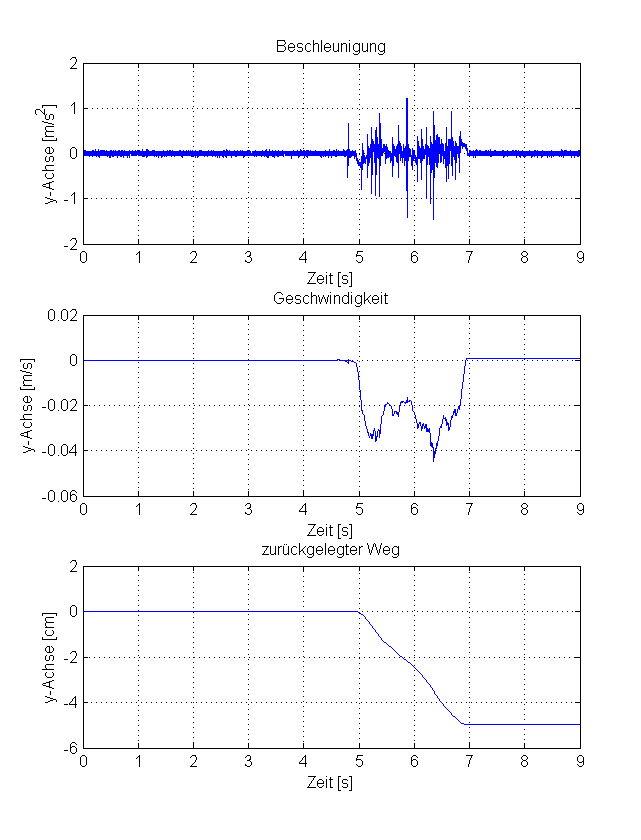 Beschleunigung
2
1
0
-1
-2
y-Achse [m/s²]
0 1 2 3 4 5 6 7 8 9
Zeit [s]
Geschwindigkeit
0.02
0
-0.02
-0.04
-0.06
y-Achse [m/s]
0 1 2 3 4 5 6 7 8 9
Zeit [s]
zurückgelegter Weg
2
0
-2
-4
-6
y-Achse [cm]
0 1 2 3 4 5 6 7 8 9
Zeit [s]